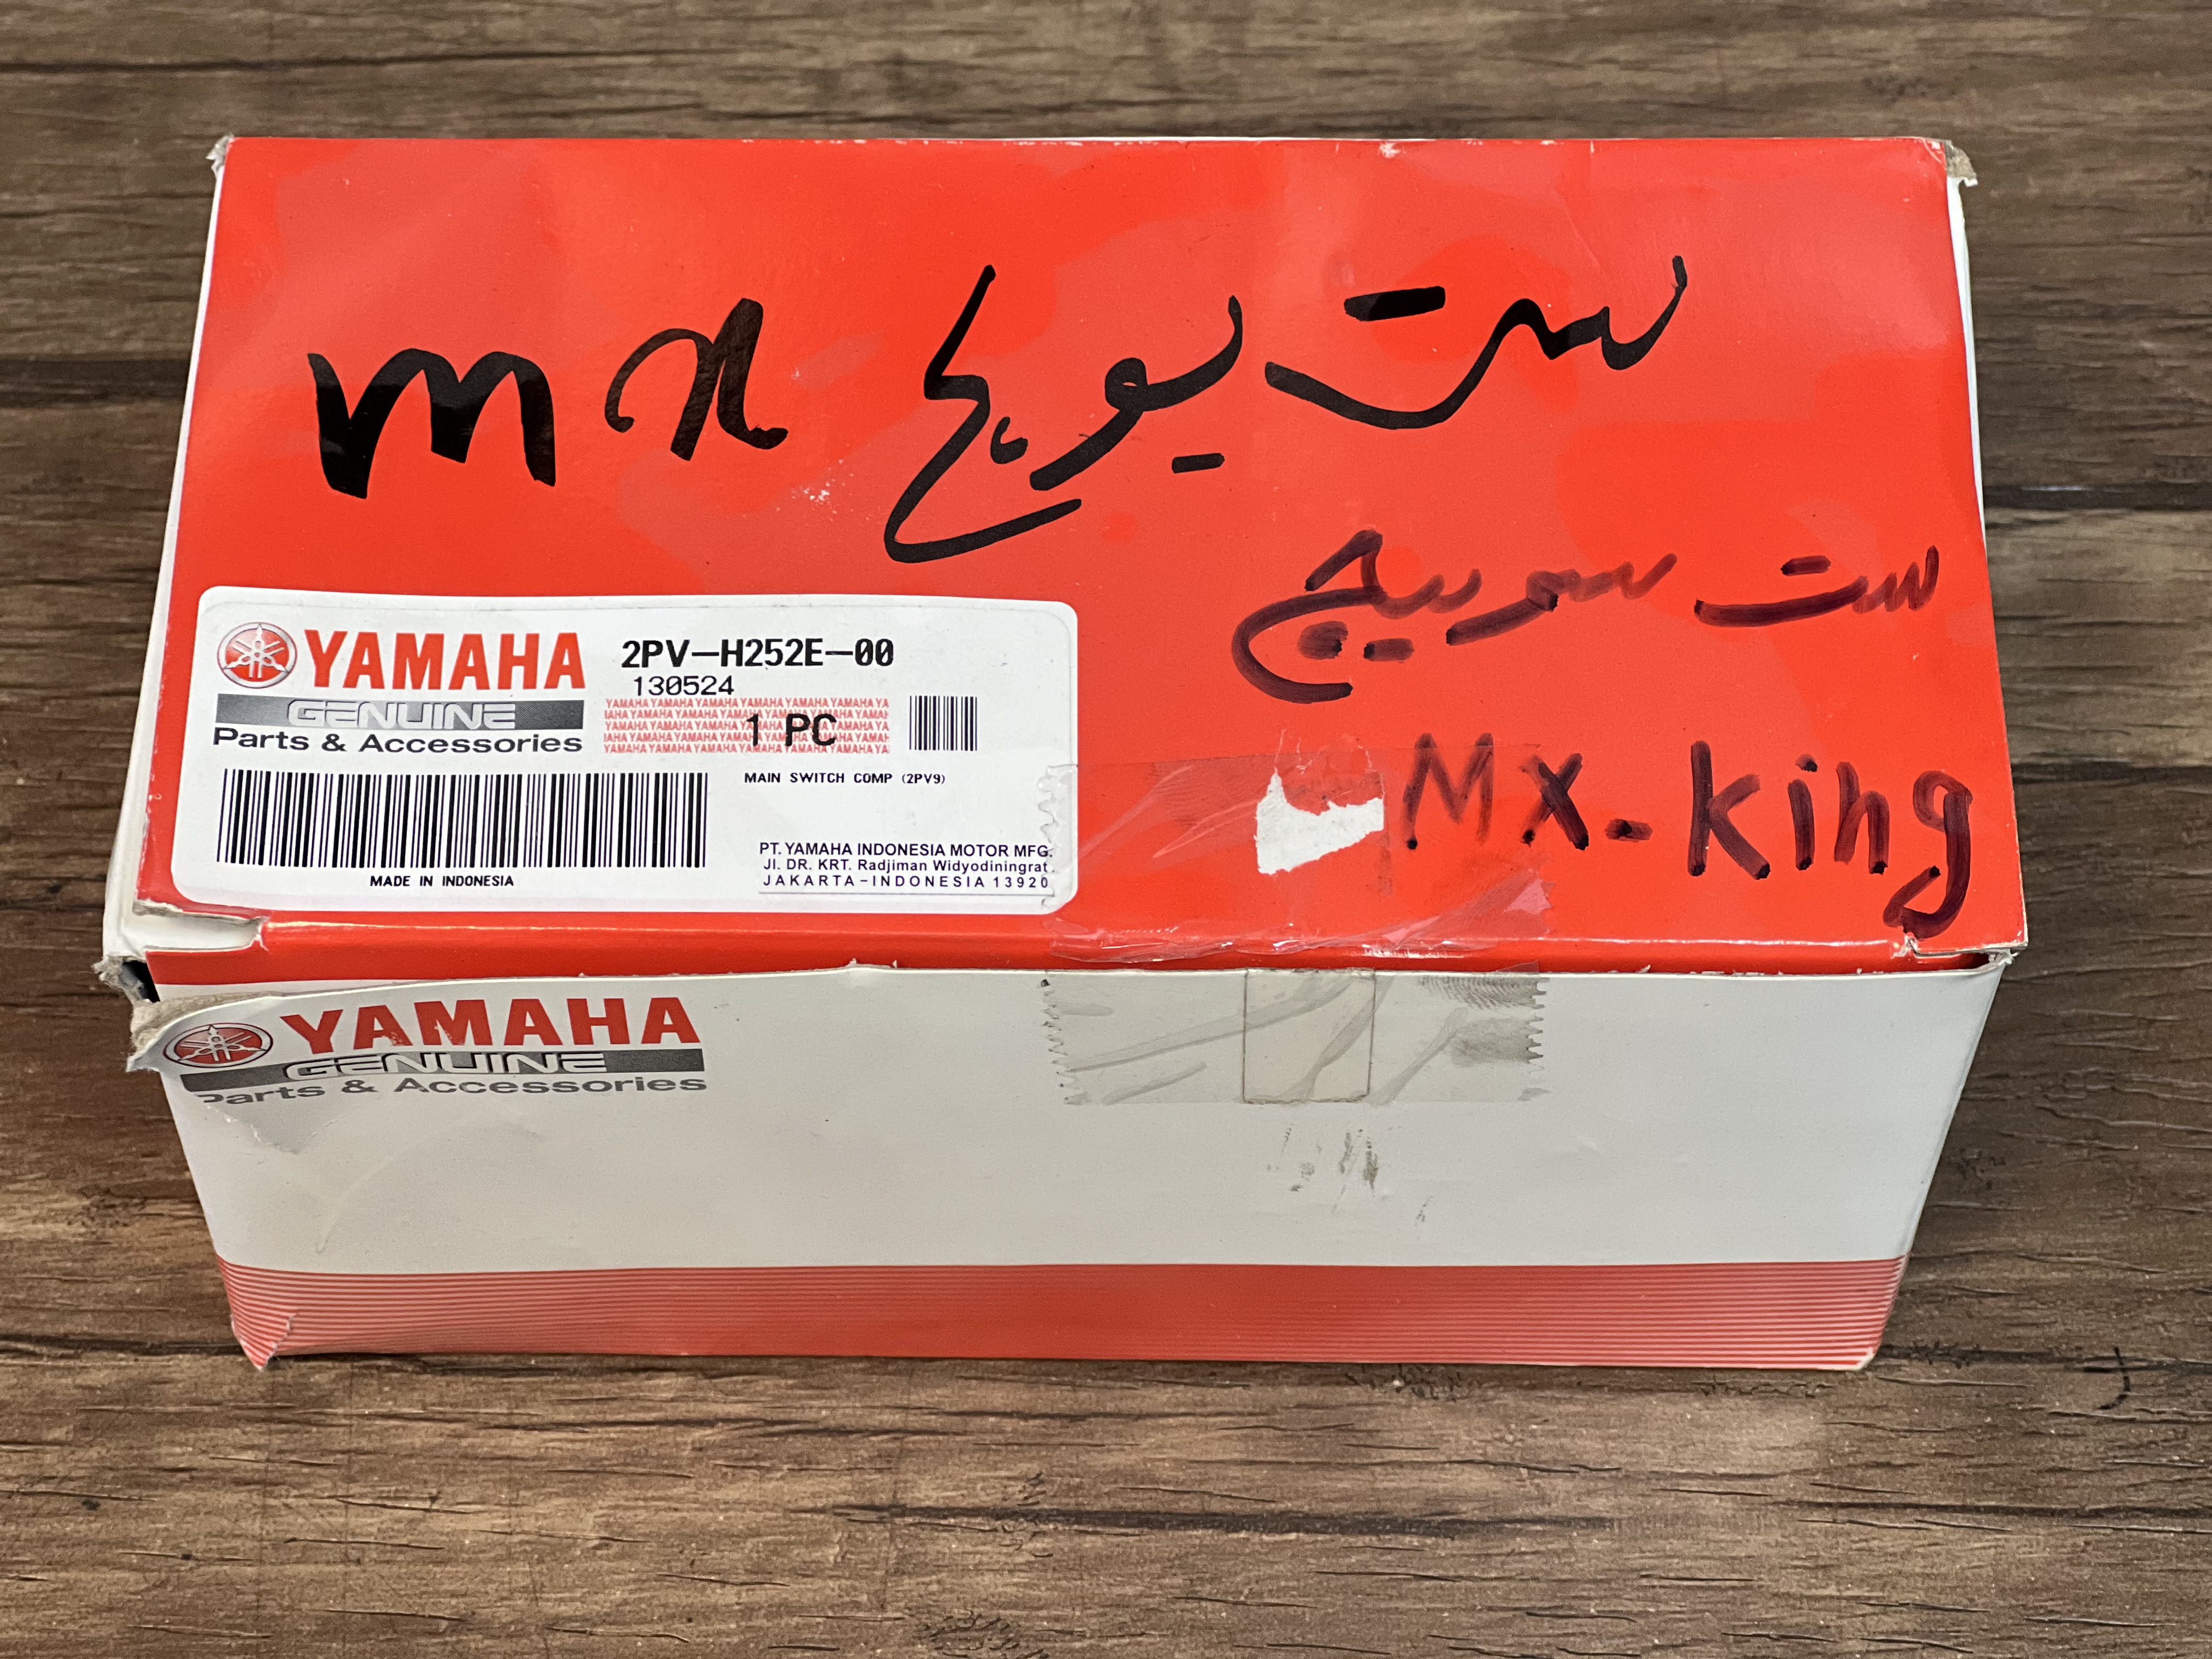 ست سویچ mx
ست سوییچ
MX-King
YAMAHA
GENUINE
Parts & Accessories
2PV-H252E-00
130524
1 PC
MAIN SWITCH COMP (2PV9)
MADE IN INDONESIA
PT. YAMAHA INDONESIA MOTOR MFG.
Jl. DR. KRT. Radjiman Widyodiningrat.
JAKARTA-INDONESIA 13920
YAMAHA
GENUINE
Parts & Accessories